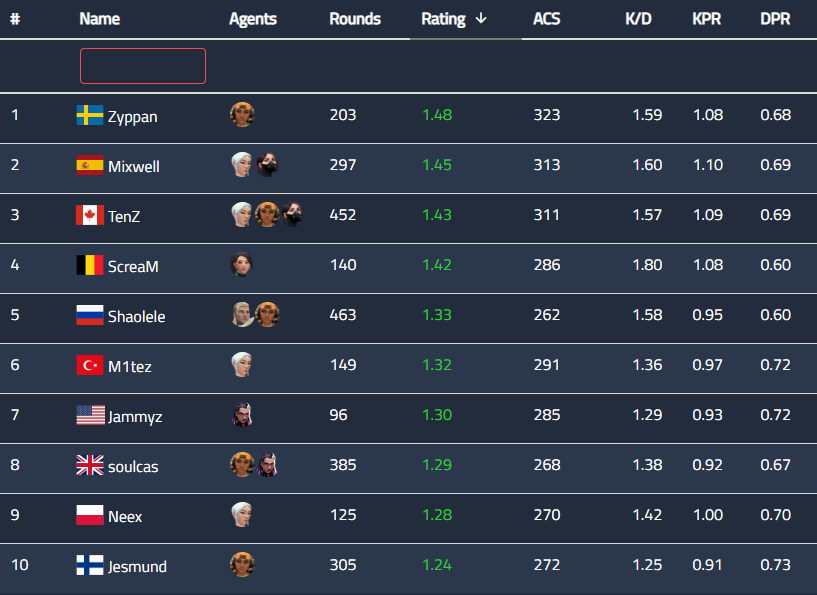 # Name Agents Rounds Rating ↓ ACS K/D KPR DPR
1 Zyppan 203 1.48 323 1.59 1.08 0.68
2 Mixwell 297 1.45 313 1.60 1.10 0.69
3 TenZ 452 1.43 311 1.57 1.09 0.69
4 ScreaM 140 1.42 286 1.80 1.08 0.60
5 Shaolele 463 1.33 262 1.58 0.95 0.60
6 M1tez 149 1.32 291 1.36 0.97 0.72
7 Jammyz 96 1.30 285 1.29 0.93 0.72
8 soulcas 385 1.29 268 1.38 0.92 0.67
9 Neex 125 1.28 270 1.42 1.00 0.70
10 Jesmund 305 1.24 272 1.25 0.91 0.73